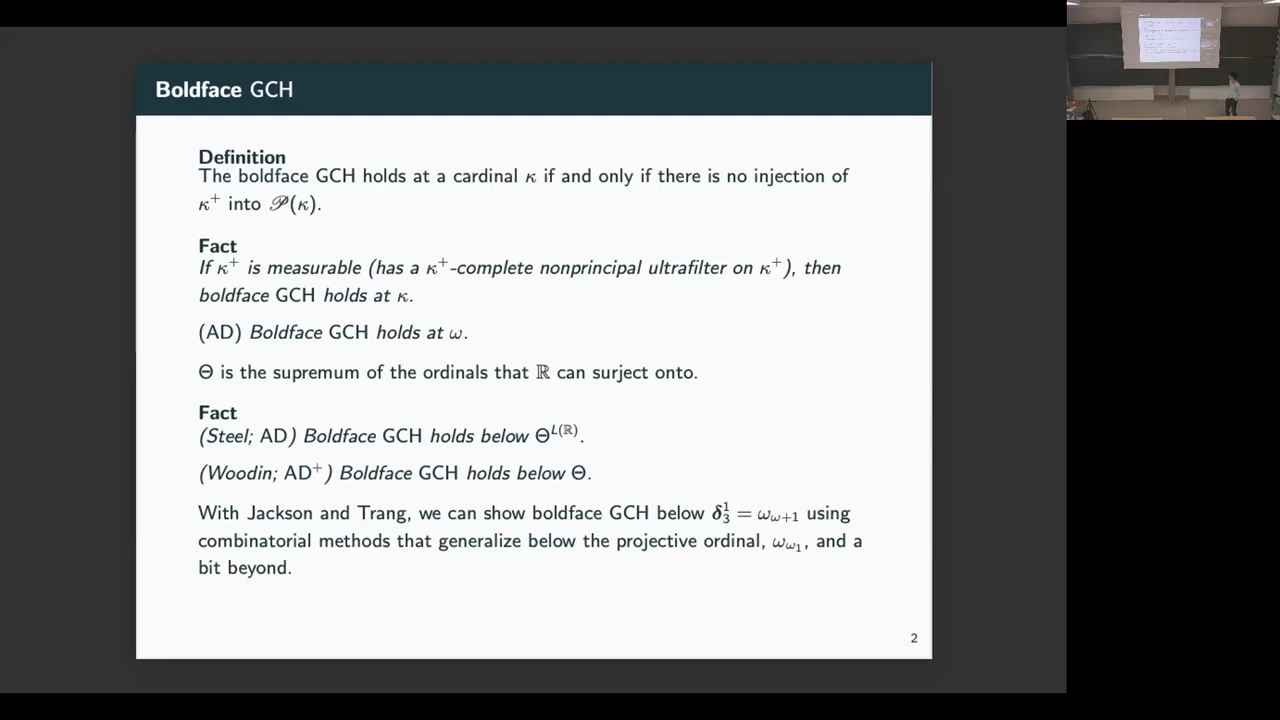 Boldface GCH
Definition
The boldface GCH holds at a cardinal κ if and only if there is no injection of
κ⁺ into 𝒫(κ).
Fact
If κ⁺ is measurable (has a κ⁺-complete nonprincipal ultrafilter on κ⁺), then
boldface GCH holds at κ.
(AD) Boldface GCH holds at ω.
Θ is the supremum of the ordinals that ℝ can surject onto.
Fact
(Steel; AD) Boldface GCH holds below Θ^{L(ℝ)}.
(Woodin; AD⁺) Boldface GCH holds below Θ.
With Jackson and Trang, we can show boldface GCH below δ¹₃ = ω_{ω+1} using
combinatorial methods that generalize below the projective ordinal, ω_{ω₁}, and a
bit beyond.
2